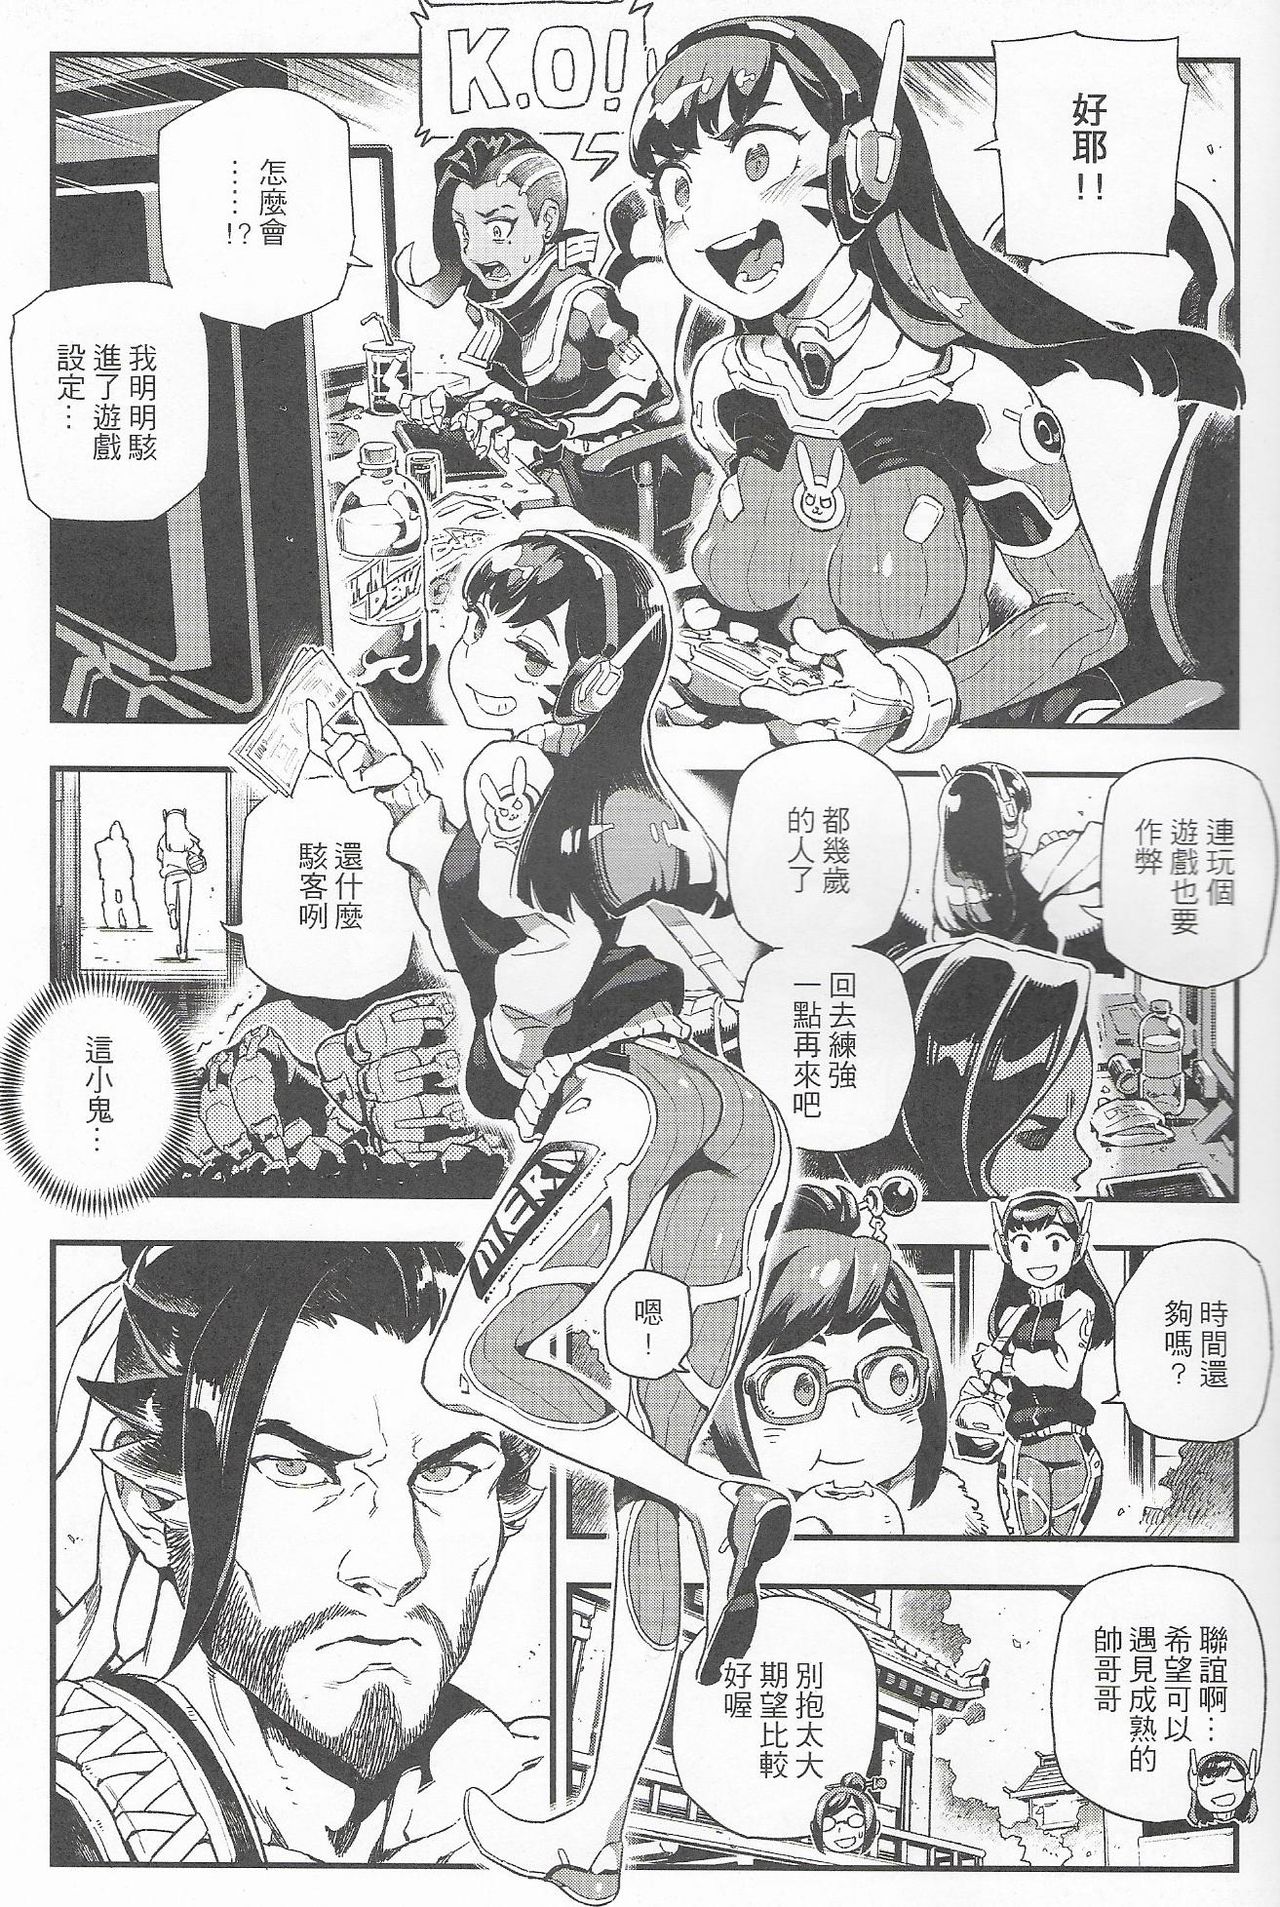 好耶!!
K.O!
怎麼會
……!?
我明明駭
進了遊戲
設定…
連玩個
遊戲也要
作弊
都幾歲
的人了
回去練強
一點再來吧
還什麼
駭客咧
這小鬼…
時間還
夠嗎?
嗯!
聯誼啊…
希望可以
遇見成熟的
帥哥哥
別抱太大
期望比較
好喔